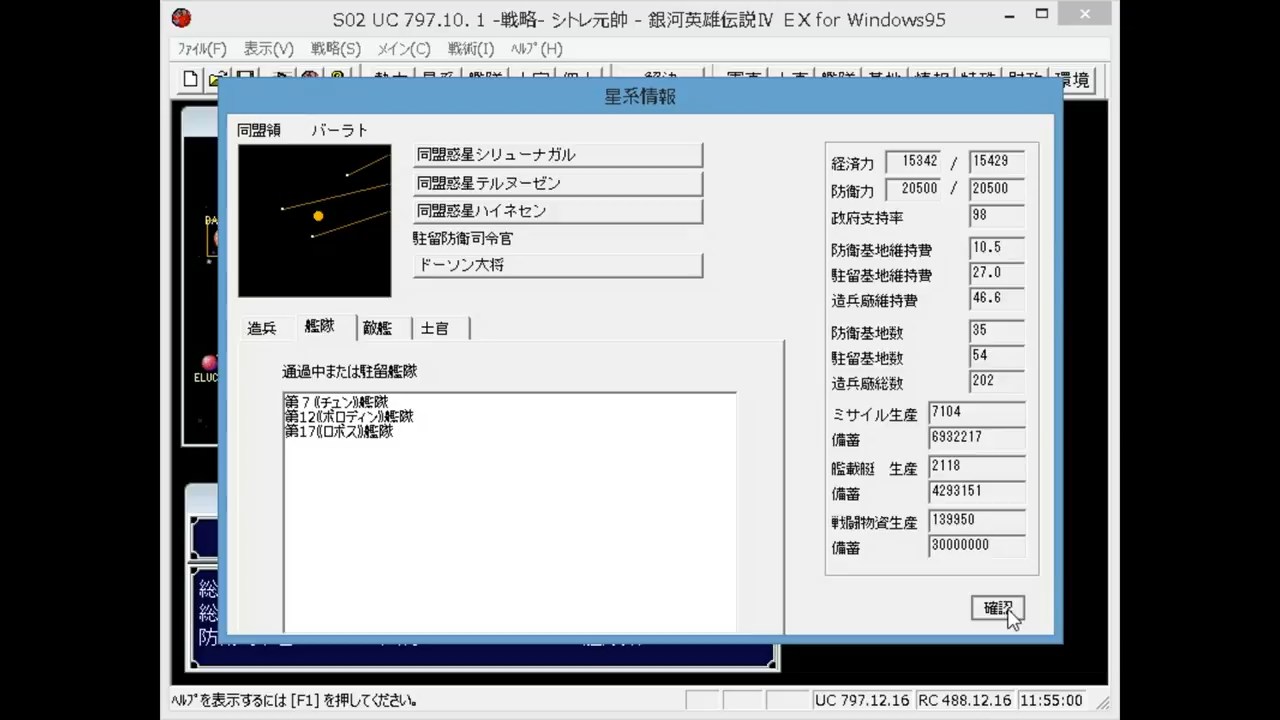 S02 UC 797.10. 1 -戦略- シトレ元帥 - 銀河英雄伝説Ⅳ EX for Windows95
ﾌｧｲﾙ(F) 表示(V) 戦略(S) メイン(C) 戦術(I) ﾍﾙﾌﾟ(H)
環境
星系情報
同盟領 バーラト
同盟惑星シリューナガル
同盟惑星テルヌーゼン
同盟惑星ハイネセン
駐留防衛司令官
ドーソン大将
造兵 艦隊 敵艦 士官
通過中または駐留艦隊
第７((チュン))艦隊
第12((ボロディン))艦隊
第17((ロボス))艦隊
経済力 15342 / 15429
防衛力 20500 / 20500
政府支持率 98
防衛基地維持費 10.5
駐留基地維持費 27.0
造兵廠維持費 46.6
防衛基地数 35
駐留基地数 54
造兵廠総数 202
ミサイル生産 7104
備蓄 6932217
艦載艇 生産 2118
備蓄 4293151
戦闘物資生産 139950
備蓄 30000000
確認
ELUC
総
総
防
ﾍﾙﾌﾟを表示するには [F1] を押してください。
UC 797.12.16 RC 488.12.16 11:55:00